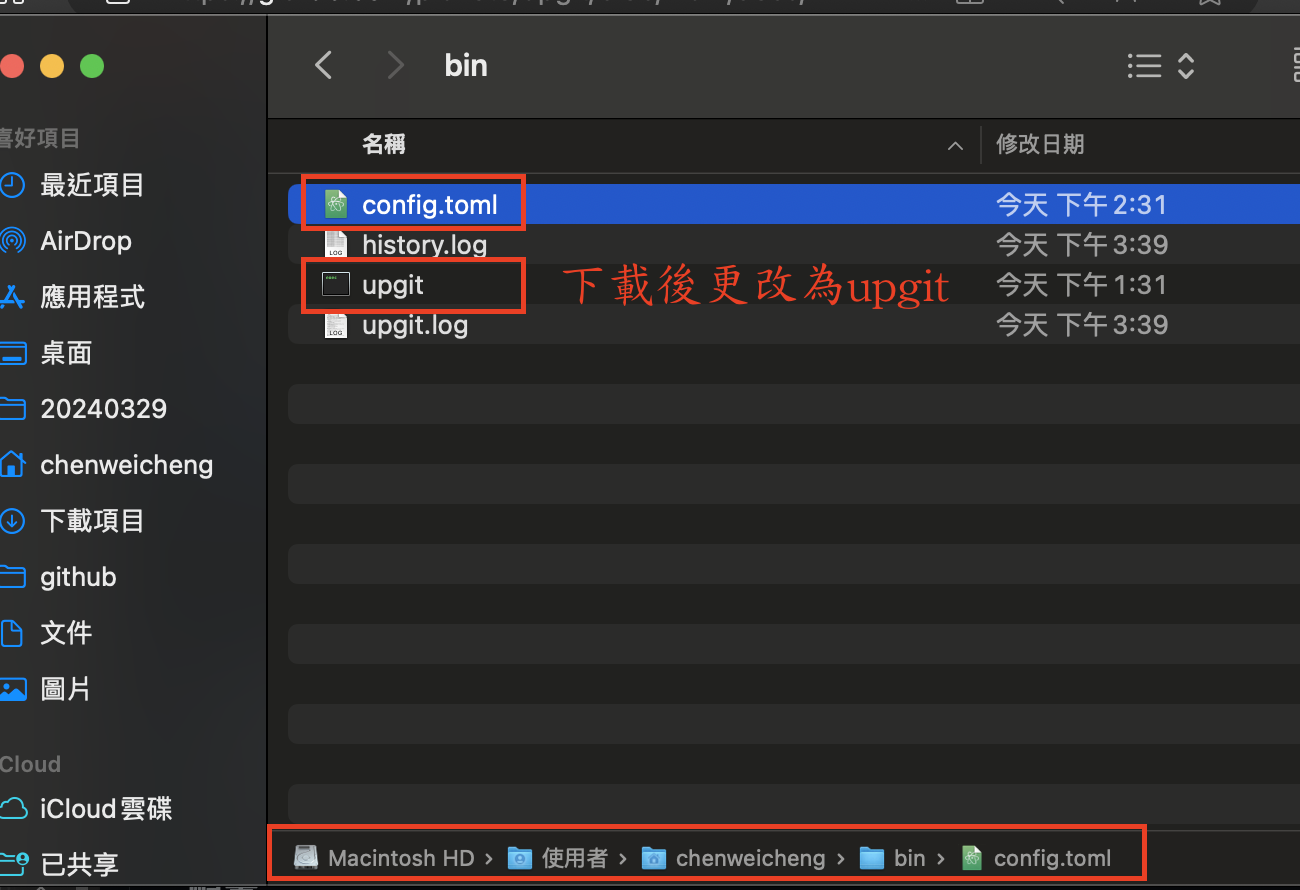 bin
喜好項目
最近項目
AirDrop
應用程式
桌面
20240329
chenweicheng
下載項目
github
文件
圖片
iCloud雲碟
已共享
名稱
修改日期
config.toml
今天 下午2:31
history.log
今天 下午3:39
upgit
下載後更改為upgit
今天 下午1:31
upgit.log
今天 下午3:39
Macintosh HD › 使用者 › chenweicheng › bin › config.toml